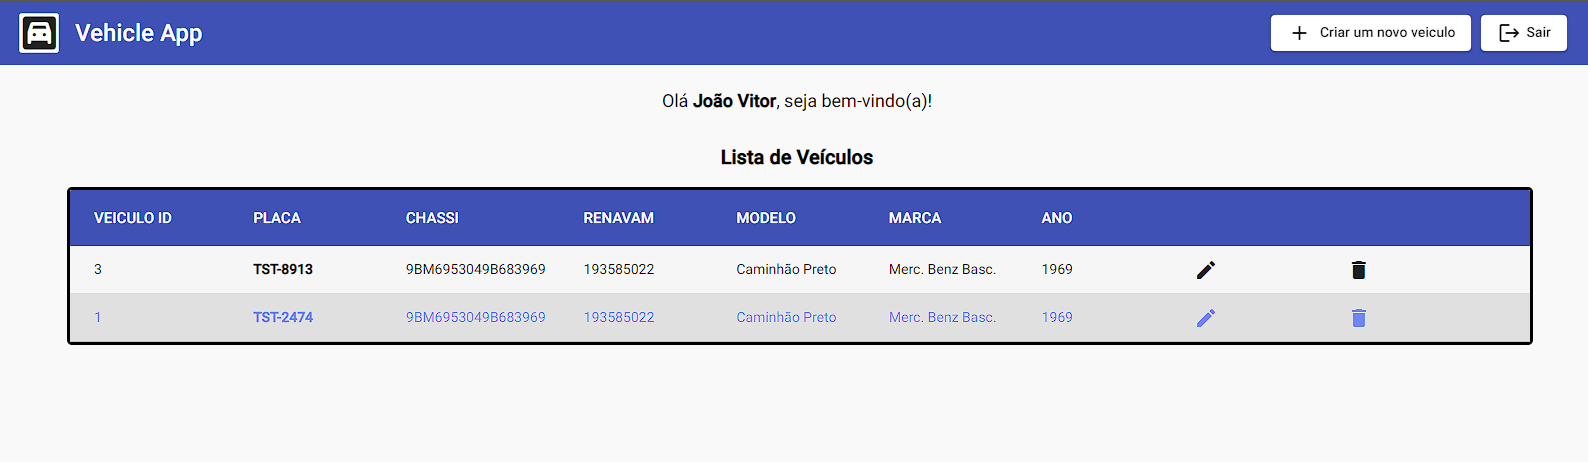 Vehicle App
Criar um novo veiculo
Sair
Olá João Vitor, seja bem-vindo(a)!
Lista de Veículos
VEICULO ID PLACA CHASSI RENAVAM MODELO MARCA ANO
3 TST-8913 9BM6953049B683969 193585022 Caminhão Preto Merc. Benz Basc. 1969
1 TST-2474 9BM6953049B683969 193585022 Caminhão Preto Merc. Benz Basc. 1969